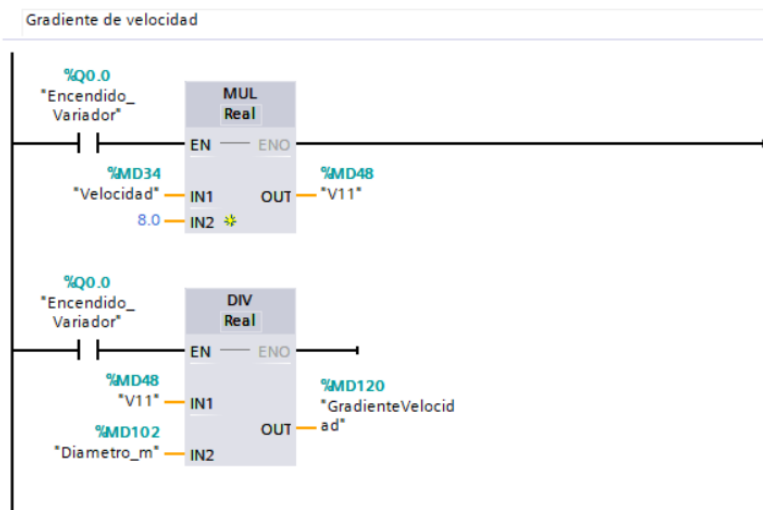 Gradiente de velocidad
%Q0.0
"Encendido_
Variador"
MUL
Real
EN
ENO
%MD34
"Velocidad"
IN1
OUT
%MD48
"V11"
8.0
IN2
%Q0.0
"Encendido_
Variador"
DIV
Real
EN
ENO
%MD48
"V11"
IN1
%MD120
"GradienteVelocid
ad"
OUT
%MD102
"Diametro_m"
IN2